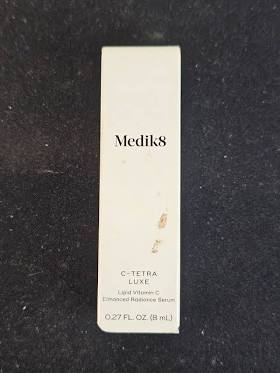 Medik8
C-TETRA
LUXE
Lipid Vitamin C
Enhanced Radiance Serum
0.27 FL. OZ. (8 mL)